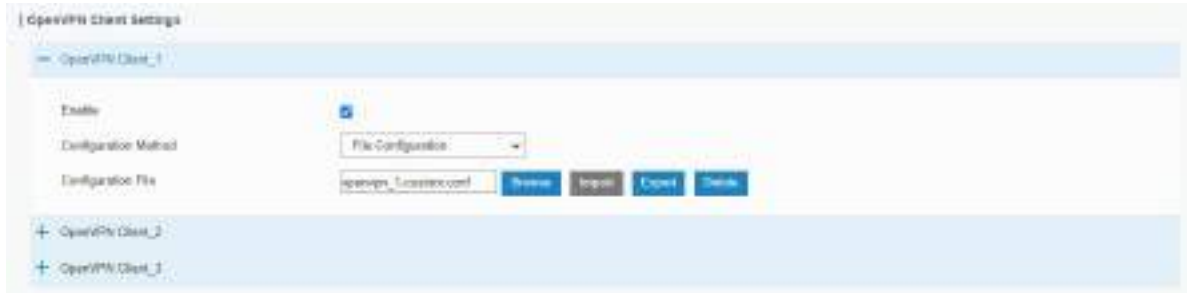 OpenVPN Client Settings
OpenVPN Client_1
Enable
Configuration Method File Configuration
Configuration File Browse Import Export Delete
OpenVPN Client_2
OpenVPN Client_3